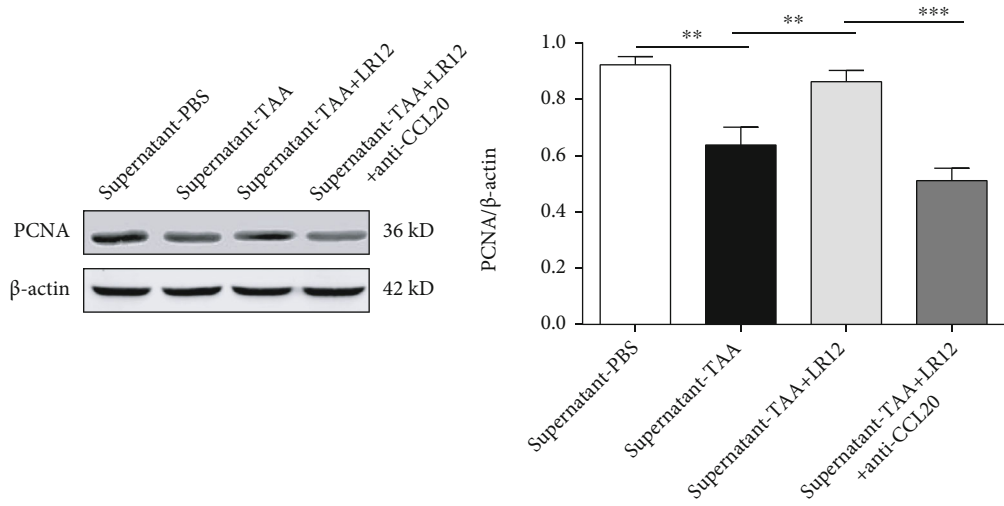 Supernatant-PBS
Supernatant-TAA
Supernatant-TAA+LR12
Supernatant-TAA+LR12
+anti-CCL20
PCNA
36 kD
β-actin
42 kD
**
**
***
PCNA/β-actin
1.0
0.8
0.6
0.4
0.2
0.0
Supernatant-PBS
Supernatant-TAA
Supernatant-TAA+LR12
Supernatant-TAA+LR12
+anti-CCL20